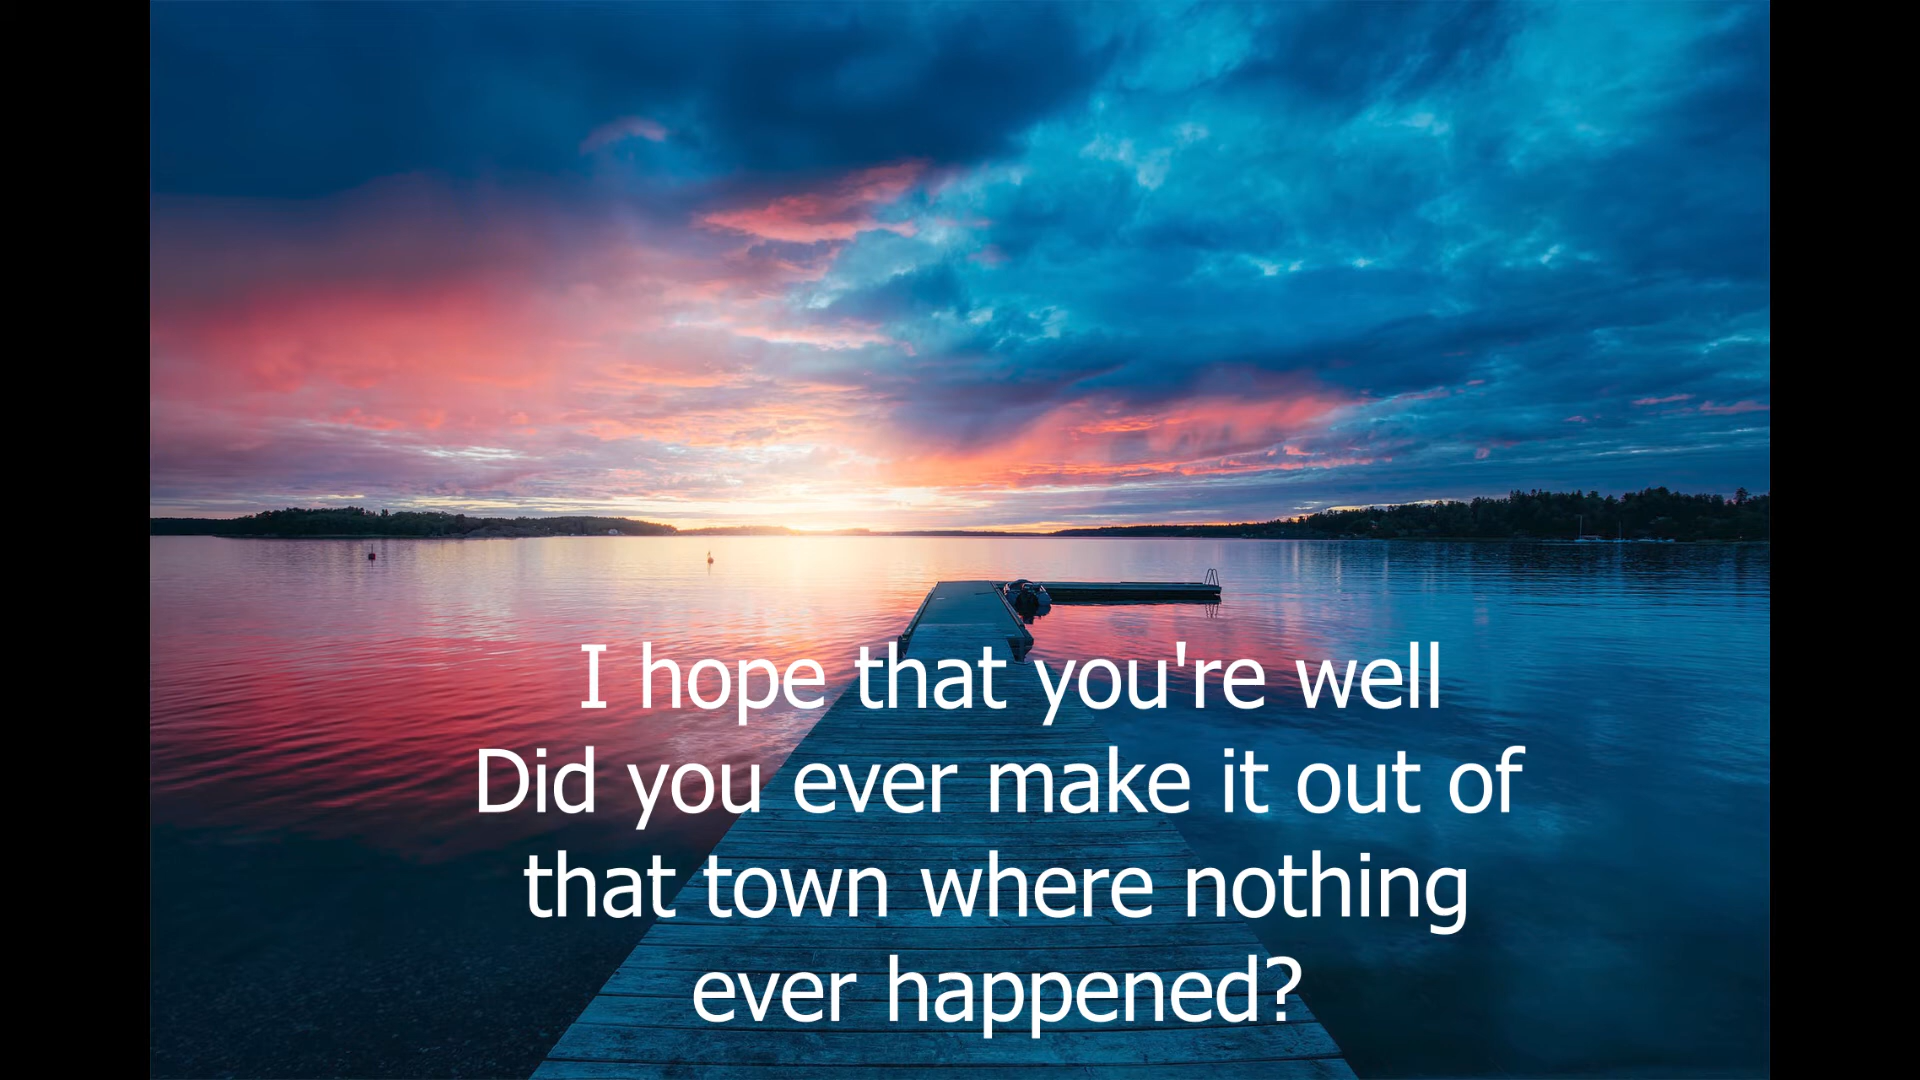 I hope that you're well
Did you ever make it out of
that town where nothing
ever happened?